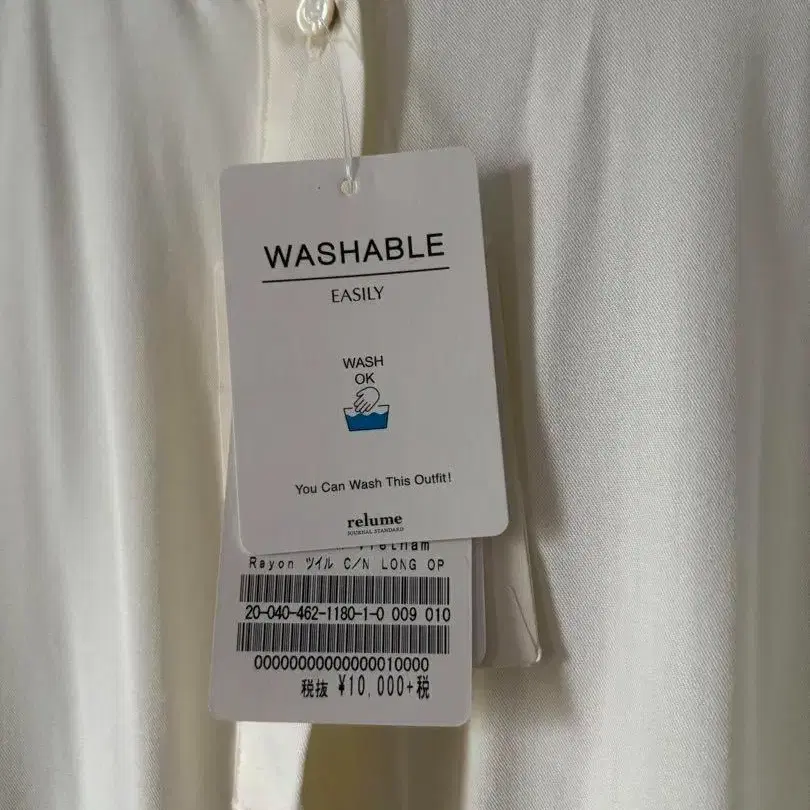 WASHABLE
EASILY
WASH
OK
You Can Wash This Outfit!
relume
JOURNAL STANDARD
Vietnam
Rayon ツイル C/N LONG OP
20-040-462-1180-1-0 009 010
00000000000000010000
税抜 ¥10,000+税